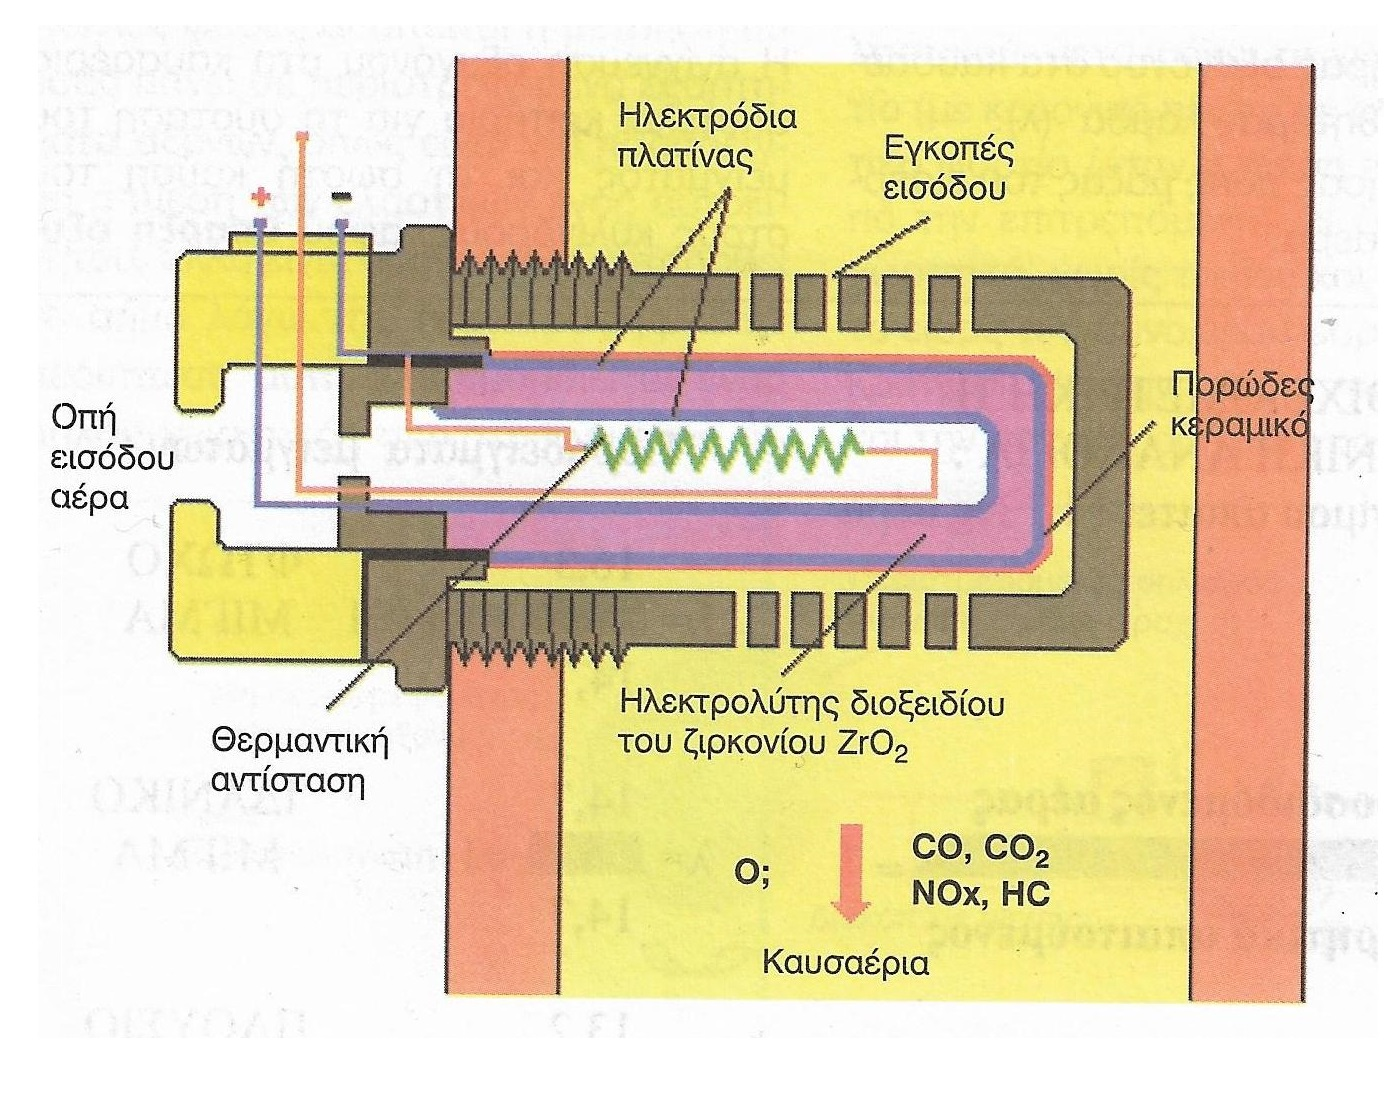 Ηλεκτρόδια
πλατίνας
Εγκοπές
εισόδου
+
-
Πορώδες
κεραμικό
Οπή
εισόδου
αέρα
Θερμαντική
αντίσταση
Ηλεκτρολύτης διοξειδίου
του ζιρκονίου ZrO₂
O;
CO, CO₂
NOx, HC
Καυσαέρια